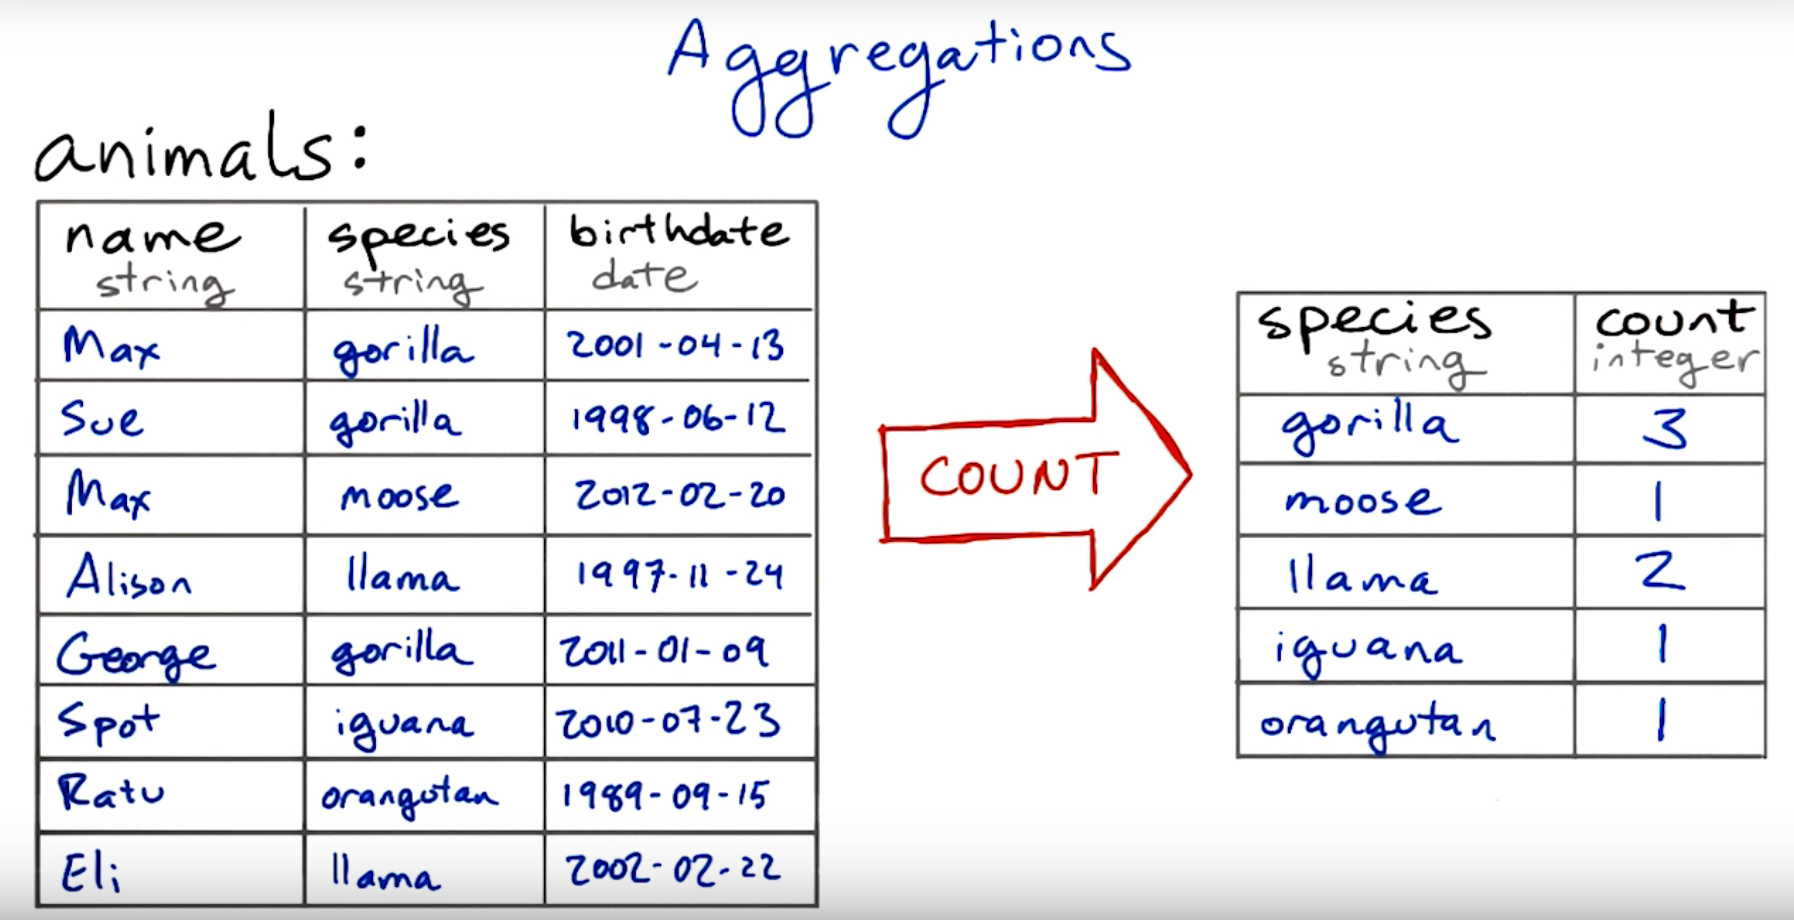 Aggregations
animals:
name species birthdate
string string date
Max gorilla 2001-04-13
Sue gorilla 1998-06-12
Max moose 2012-02-20
Alison llama 1997-11-24
George gorilla 2011-01-09
Spot iguana 2010-07-23
Ratu orangutan 1989-09-15
Eli llama 2002-02-22
COUNT
species count
string integer
gorilla 3
moose 1
llama 2
iguana 1
orangutan 1